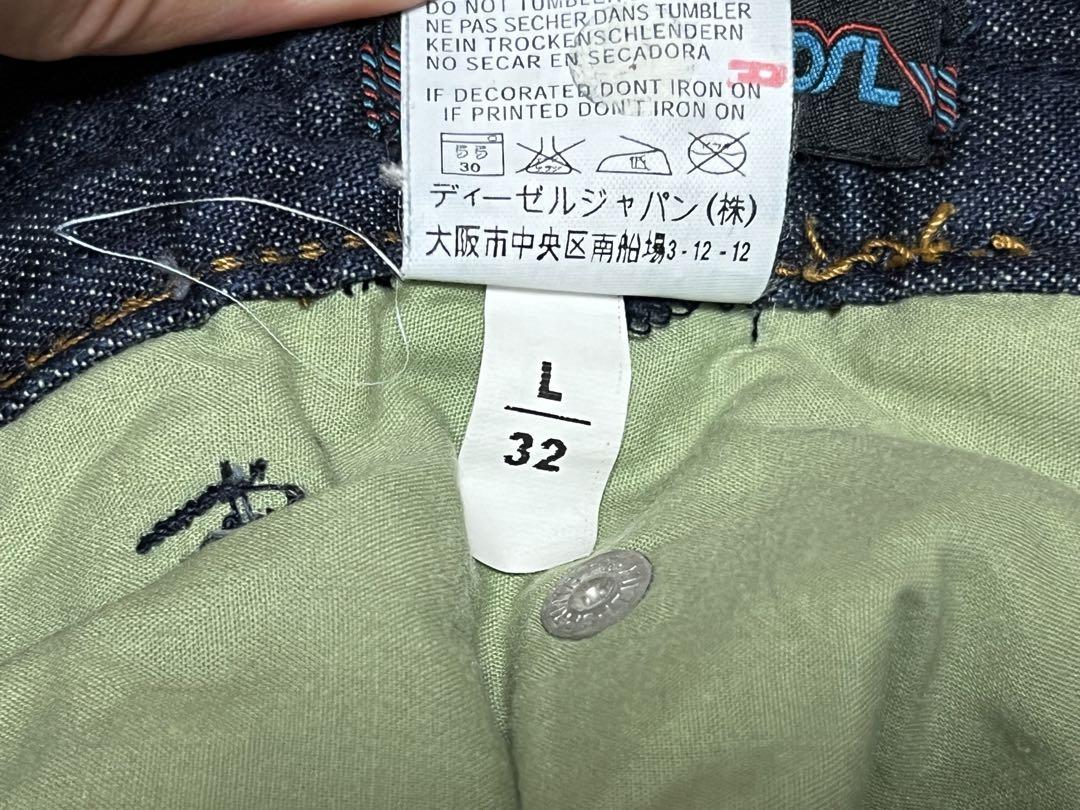 DO NOT TUMBLE
NE PAS SECHER DANS TUMBLER
KEIN TROCKENSCHLENDERN
NO SECAR EN SECADORA
IF DECORATED DONT IRON ON
IF PRINTED DON'T IRON ON
30
低
ディーゼルジャパン(株)
大阪市中央区南船場3-12-12
L
32